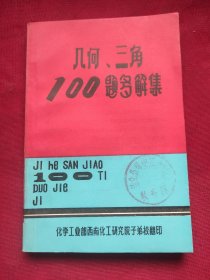 几何、三角
100题多解集
JI he SAN JIAO
100 TI
DUO JIe
JI
化学工业部西南化工研究院子弟校翻印